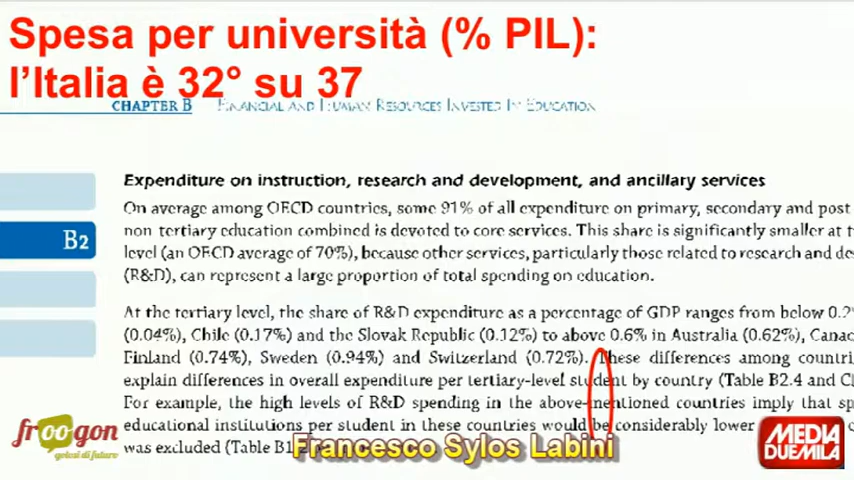 Spesa per università (% PIL):
l’Italia è 32° su 37
CHAPTER B FINANCIAL AND HUMAN RESOURCES INVESTED IN EDUCATION
Expenditure on instruction, research and development, and ancillary services
On average among OECD countries, some 91% of all expenditure on primary, secondary and post
non tertiary education combined is devoted to core services. This share is significantly smaller at
B2
level (an OECD average of 70%), because other services, particularly those related to research and
(R&D), can represent a large proportion of total spending on education.
At the tertiary level, the share of R&D expenditure as a percentage of GDP ranges from below
(0.04%), Chile (0.17%) and the Slovak Republic (0.12%) to above 0.6% in Australia (0.62%),
Finland (0.74%), Sweden (0.94%) and Switzerland (0.72%). These differences among
explain differences in overall expenditure per tertiary-level student by country (Table B2.4 and
For example, the high levels of R&D spending in the above-mentioned countries imply that
educational institutions per student in these countries would be considerably lower
was excluded (Table
froogon
gotosi di futuro
Francesco Sylos Labini
MEDIA
DUEMILA